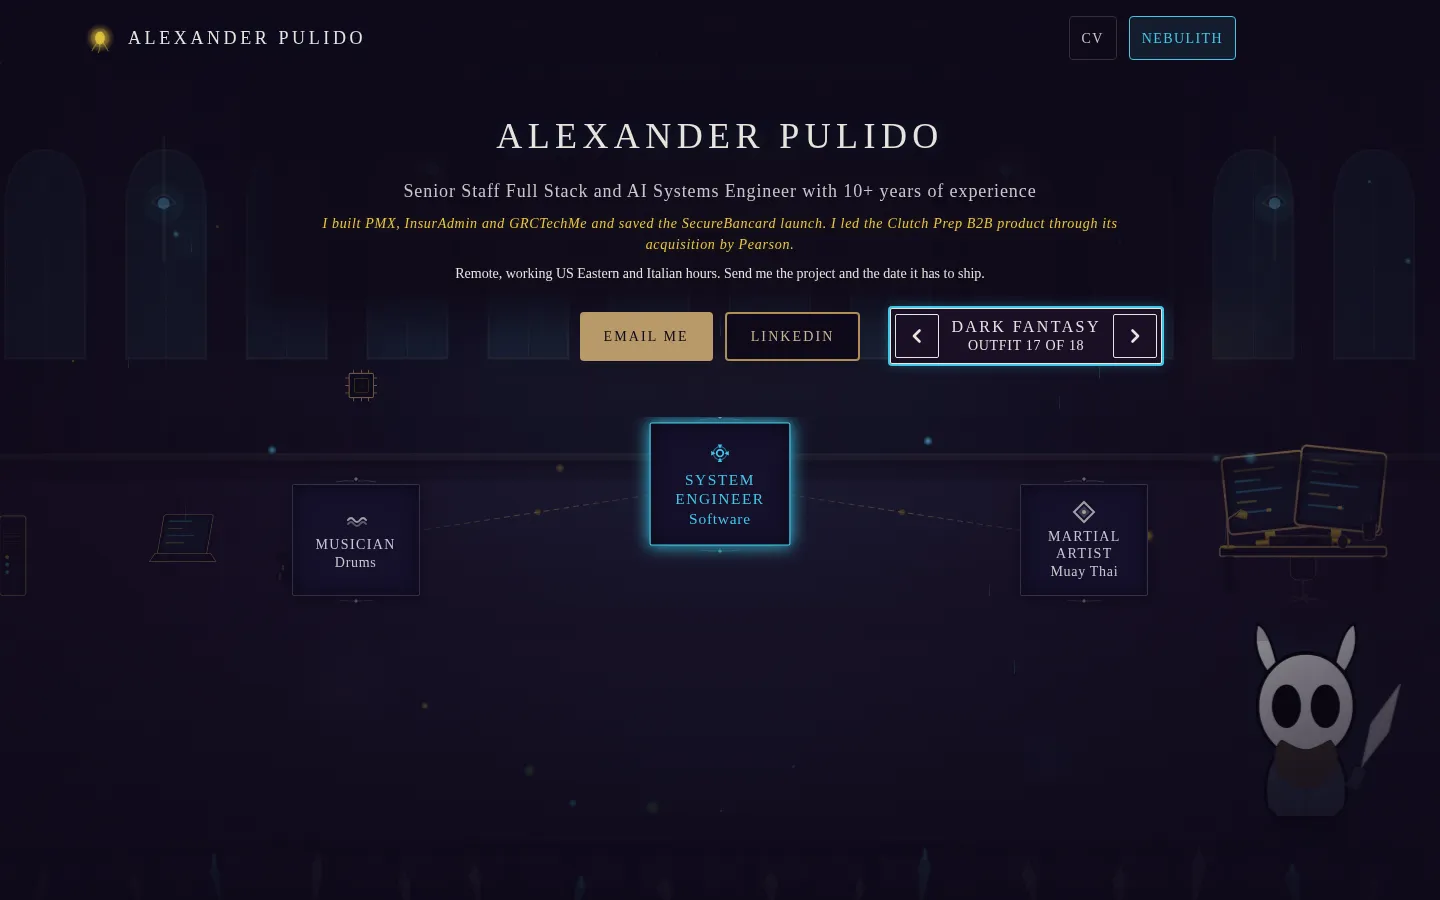 ALEXANDER PULIDO
CV
NEBULITH
ALEXANDER PULIDO
Senior Staff Full Stack and AI Systems Engineer with 10+ years of experience
I built PMX, InsurAdmin and GRCTechMe and saved the SecureBancard launch. I led the Clutch Prep B2B product through its
acquisition by Pearson.
Remote, working US Eastern and Italian hours. Send me the project and the date it has to ship.
EMAIL ME
LINKEDIN
DARK FANTASY
OUTFIT 17 OF 18
SYSTEM
ENGINEER
Software
MUSICIAN
Drums
MARTIAL
ARTIST
Muay Thai